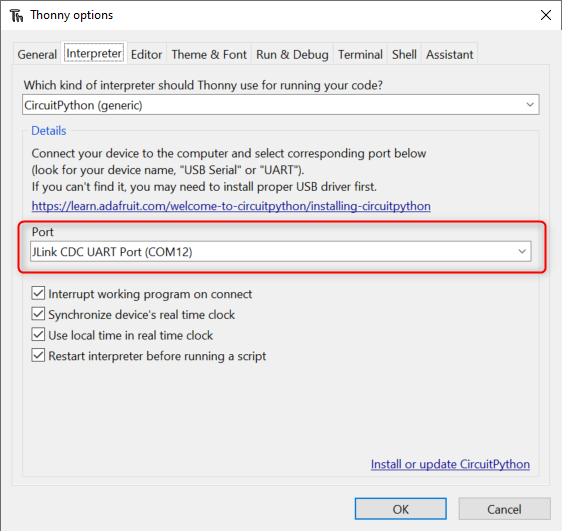 Thonny options
General Interpreter Editor Theme & Font Run & Debug Terminal Shell Assistant
Which kind of interpreter should Thonny use for running your code?
CircuitPython (generic)
Details
Connect your device to the computer and select corresponding port below
(look for your device name, "USB Serial" or "UART").
If you can't find it, you may need to install proper USB driver first.
https://learn.adafruit.com/welcome-to-circuitpython/installing-circuitpython
Port
JLink CDC UART Port (COM12)
Interrupt working program on connect
Synchronize device's real time clock
Use local time in real time clock
Restart interpreter before running a script
Install or update CircuitPython
OK Cancel